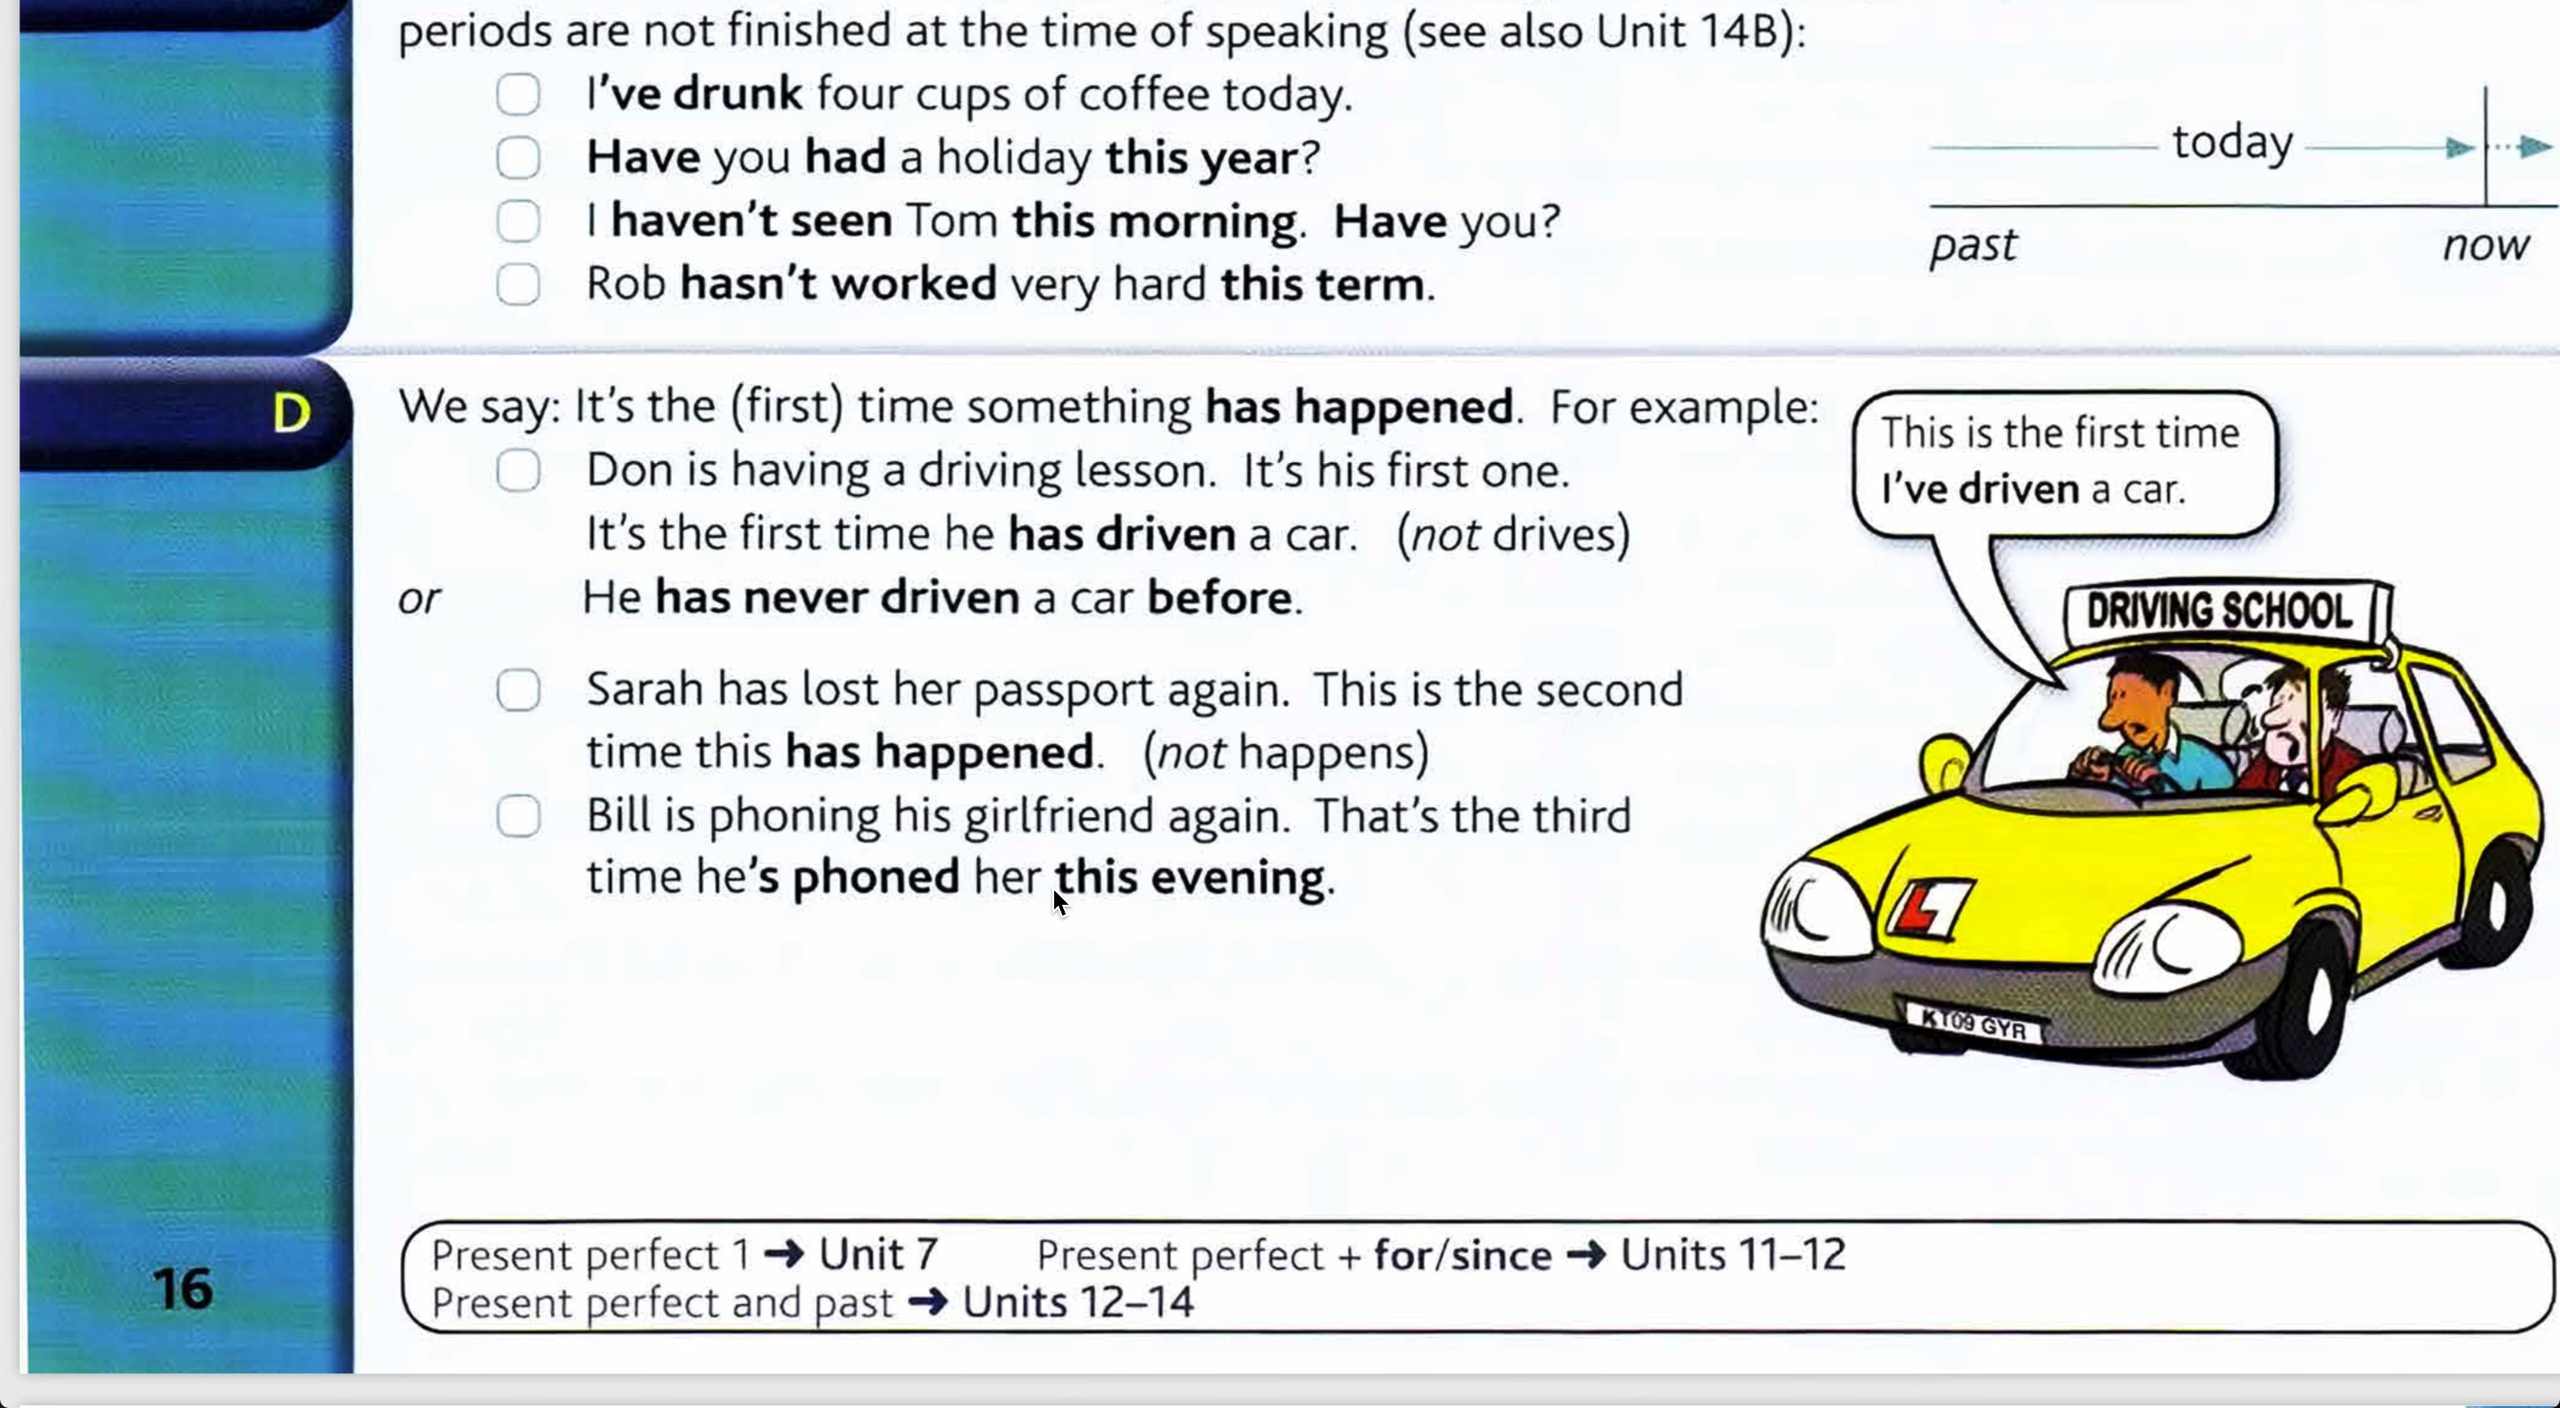 periods are not finished at the time of speaking (see also Unit 14B):
I've drunk four cups of coffee today.
Have you had a holiday this year?
I haven't seen Tom this morning. Have you?
Rob hasn't worked very hard this term.
today
past now
D
We say: It's the (first) time something has happened. For example:
Don is having a driving lesson. It's his first one.
It's the first time he has driven a car. (not drives)
or He has never driven a car before.
Sarah has lost her passport again. This is the second
time this has happened. (not happens)
Bill is phoning his girlfriend again. That's the third
time he's phoned her this evening.
This is the first time
I've driven a car.
DRIVING SCHOOL
L
KT09 GYR
Present perfect 1 → Unit 7 Present perfect + for/since → Units 11–12
Present perfect and past → Units 12–14
16